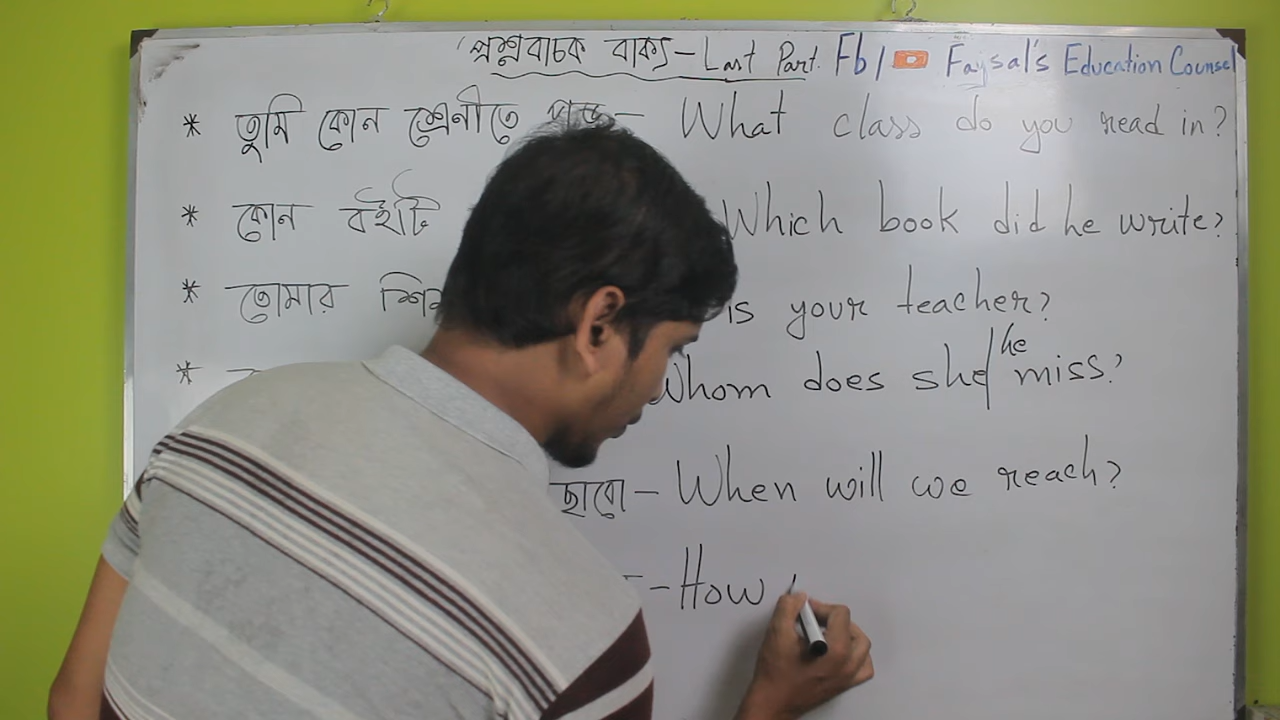 প্রশ্নবাচক বাক্য - Last Part. Fb / Faysal's Education Counsel
* তুমি কোন শ্রেনীতে পড় - What class do you read in?
* কোন বইটি Which book did he write?
* তোমার is your teacher?
* Whom does she/he miss?
ছাবো - When will we reach?
- How